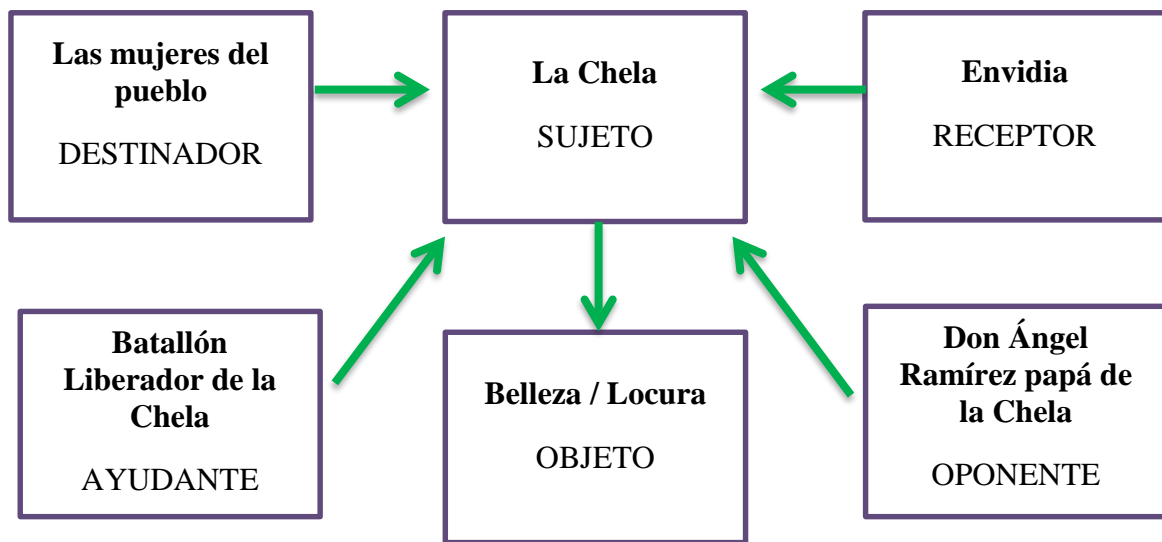 Las mujeres del
pueblo
DESTINADOR
La Chela
SUJETO
Envidia
RECEPTOR
Batallón
Liberador de la
Chela
AYUDANTE
Belleza / Locura
OBJETO
Don Ángel
Ramírez papá de
la Chela
OPONENTE